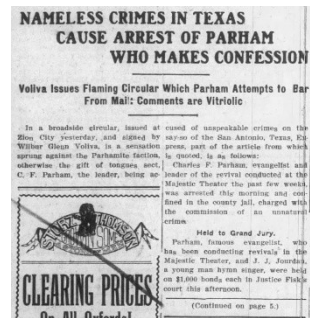 NAMELESS CRIMES IN TEXAS
CAUSE ARREST OF PARHAM
WHO MAKES CONFESSION
Voliva Issues Flaming Circular Which Parham Attempts to Bar
From Mail: Comments are Vitriolic
In a broadside circular, issued at
Zion City yesterday, and signed by
Wilbur Glenn Voliva, is a sensation
sprung against the Parhamite faction,
otherwise the gift of tongues sect,
C. F. Parham, the leader, being ac-
cused of unspeakable crimes on the
say-so of the San Antonio, Texas, Ex-
press, part of the article from which
is quoted, is as follows:
Charles F. Parham, evangelist and
leader of the revival conducted at the
Majestic Theater the past few weeks,
was arrested this morning and con-
fined in the county jail, charged with
the commission of an unnatural
crime.
Held to Grand Jury.
Parham, famous evangelist, who
has been conducting revivals in the
Majestic Theater, and J. J. Jourdan,
a young man hymn singer, were held
on $1,000 bonds each in Justice Fisk's
court this afternoon.
(Continued on page 5.)
CLEARING PRICES
On All Oxfords!